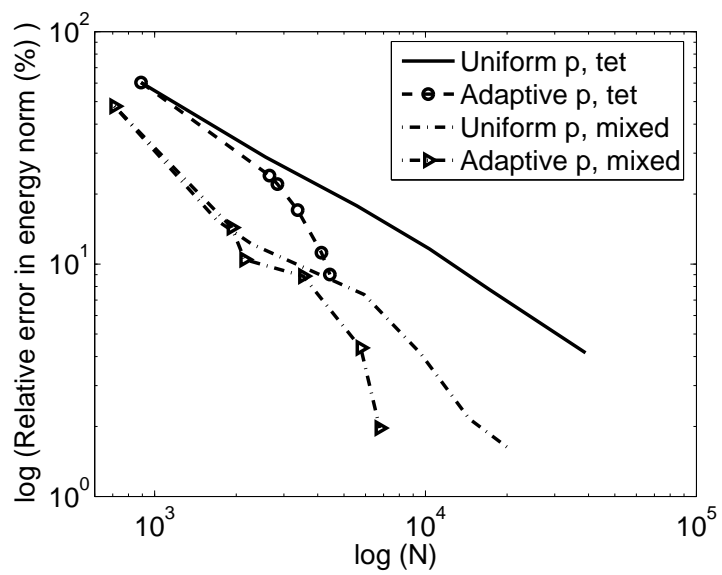 log (Relative error in energy norm (%) )
10^2
10^1
10^0
Uniform p, tet
Adaptive p, tet
Uniform p, mixed
Adaptive p, mixed
10^3
10^4
10^5
log (N)